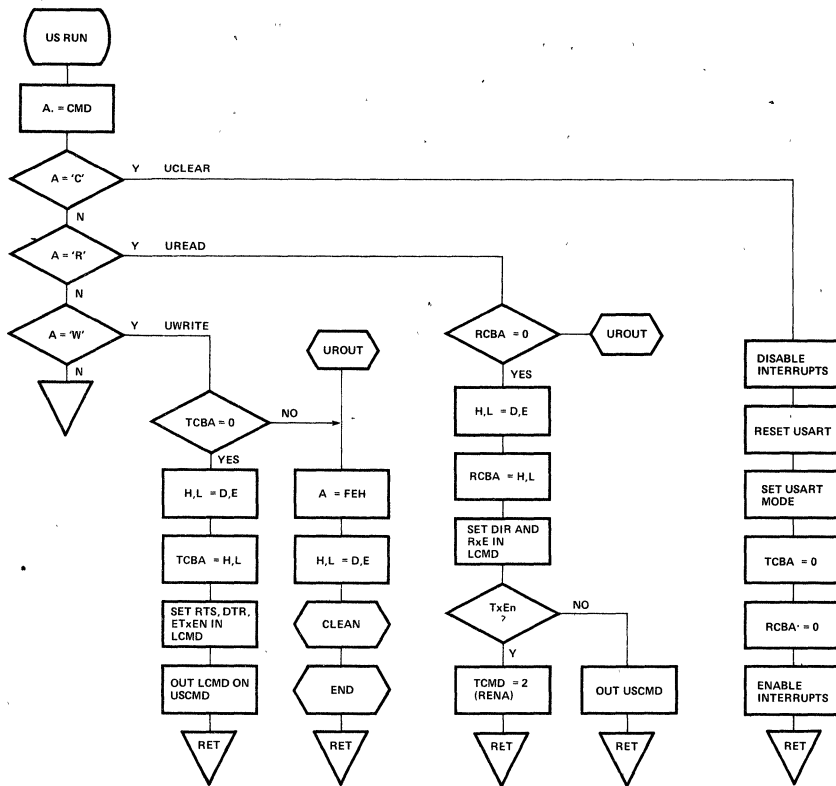 US RUN
A. = CMD
A = 'C'
Y UCLEAR
N
A = 'R'
Y UREAD
N
A = 'W'
Y UWRITE
N
TCBA = 0
NO
YES
H,L = D,E
TCBA = H,L
SET RTS, DTR,
ETxEN IN
LCMD
OUT LCMD ON
USCMD
RET
UROUT
A = FEH
H,L = D,E
CLEAN
END
RET
RCBA = 0
UROUT
YES
H,L = D,E
RCBA = H,L
SET DIR AND
RxE IN
LCMD
TxEn
?
NO
Y
TCMD = 2
(RENA)
RET
OUT USCMD
RET
DISABLE
INTERRUPTS
RESET USART
SET USART
MODE
TCBA = 0
RCBA = 0
ENABLE
INTERRUPTS
RET